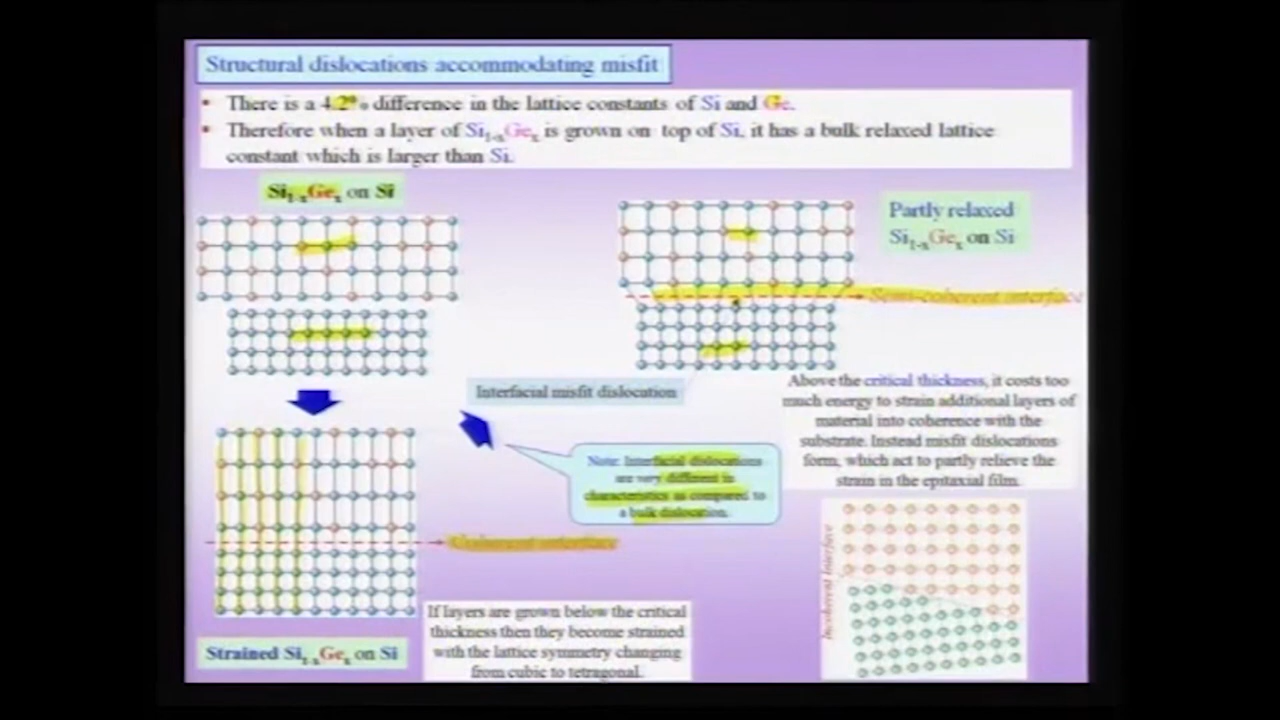 Structural dislocations accommodating misfit
• There is a 4.2% difference in the lattice constants of Si and Ge.
• Therefore when a layer of Si1-xGex is grown on top of Si, it has a bulk relaxed lattice
constant which is larger than Si.
Si1-xGex on Si
Partly relaxed
Si1-xGex on Si
Semi-coherent interface
Interfacial misfit dislocation
Above the critical thickness, it costs too
much energy to strain additional layers of
material into coherence with the
substrate. Instead misfit dislocations
form, which act to partly relieve the
strain in the epitaxial film.
Note: Interfacial dislocations
are very different in
characteristics as compared to
a bulk dislocation.
Coherent interface
Incoherent interface
If layers are grown below the critical
thickness then they become strained
with the lattice symmetry changing
from cubic to tetragonal.
Strained Si1-xGex on Si